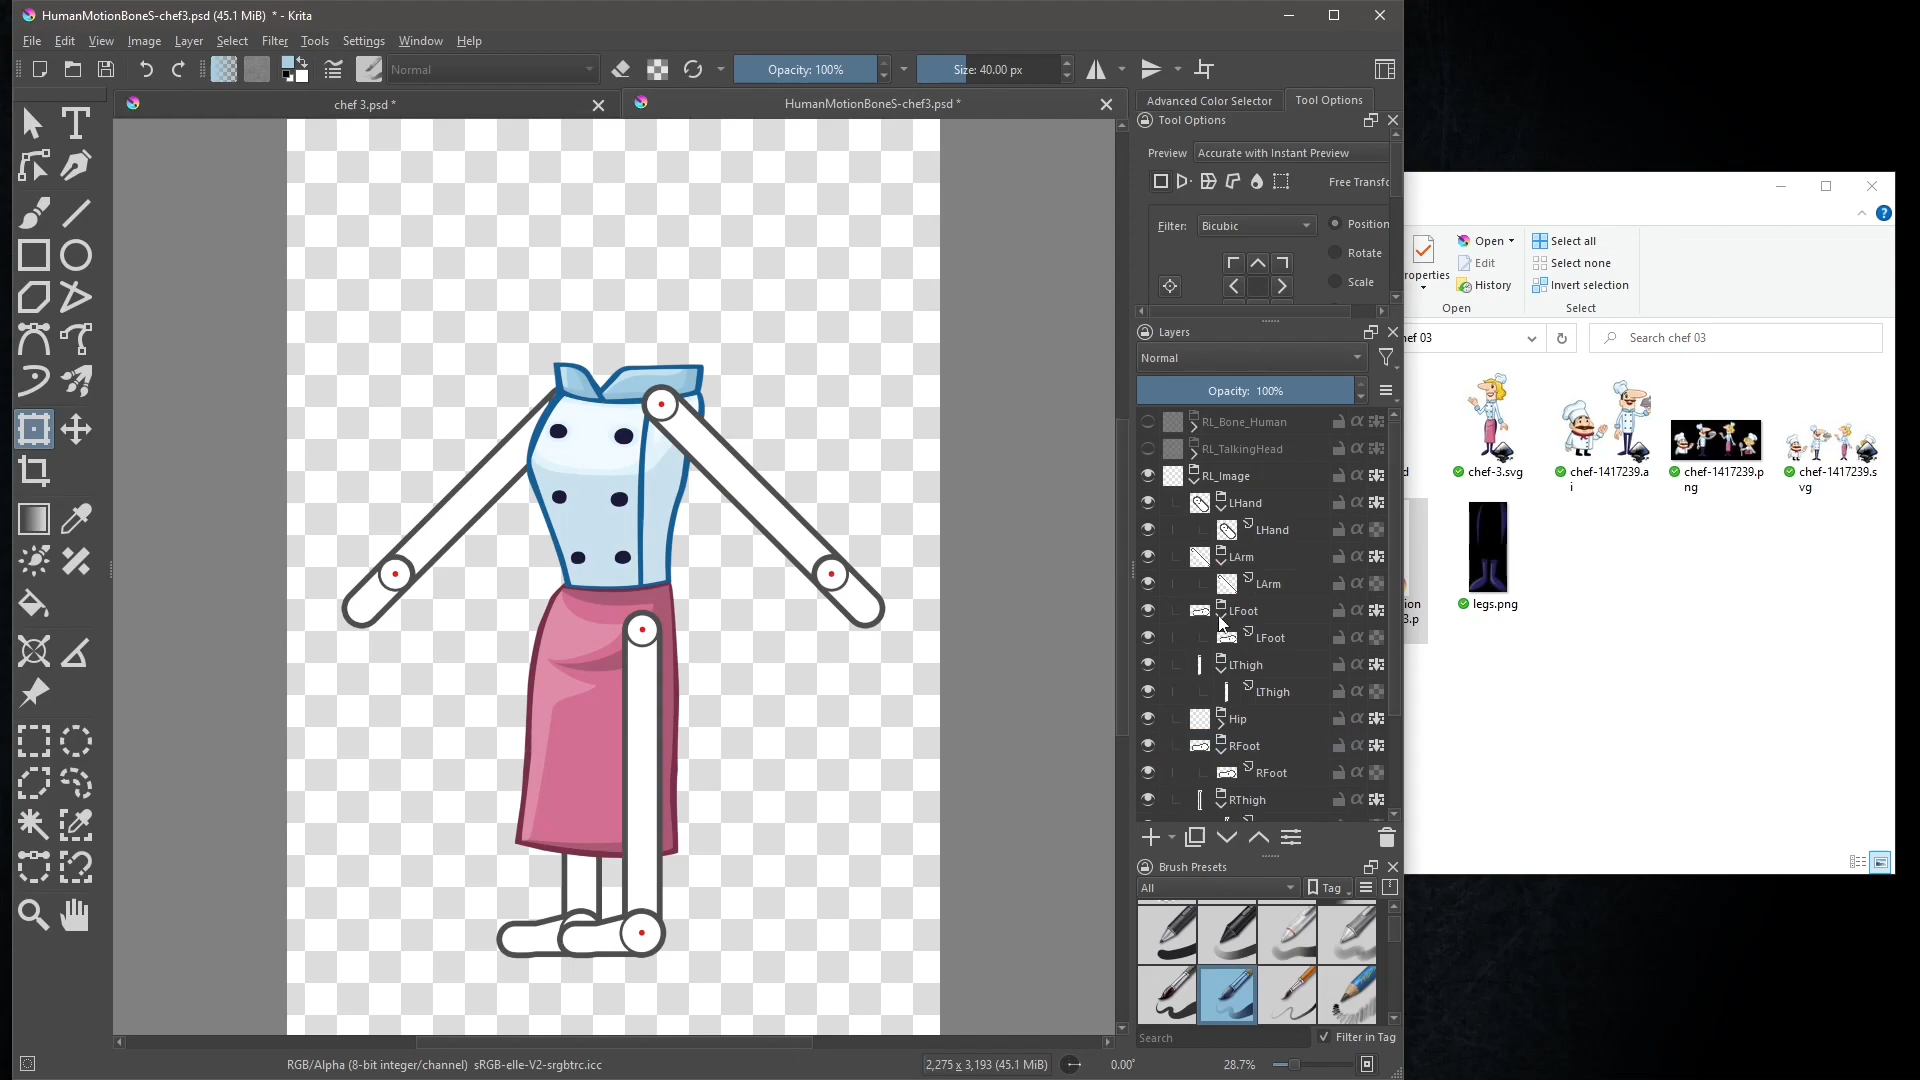 HumanMotionBoneS-chef3.psd (45.1 MiB) * - Krita
File Edit View Image Layer Select Filter Tools Settings Window Help
Normal
Opacity: 100%
Size: 40.00 px
chef 3.psd *
HumanMotionBoneS-chef3.psd *
Advanced Color Selector
Tool Options
Tool Options
Preview Accurate with Instant Preview
Free Transfc
Filter: Bicubic
Position
Rotate
Scale
Layers
Normal
Opacity: 100%
RL_Bone_Human
RL_TalkingHead
RL_Image
LHand
LHand
LArm
LArm
LFoot
LFoot
LThigh
LThigh
Hip
RFoot
RFoot
RThigh
Brush Presets
All
Tag
Search
Filter in Tag
RGB/Alpha (8-bit integer/channel) sRGB-elle-V2-srgbtrc.icc
2,275 x 3,193 (45.1 MiB)
0.00°
28.7%
roperties
Open
Edit
History
Open
Select all
Select none
Invert selection
Select
nef 03
Search chef 03
d
chef-3.svg
chef-1417239.a
i
chef-1417239.p
ng
chef-1417239.s
vg
ion
3.p
legs.png